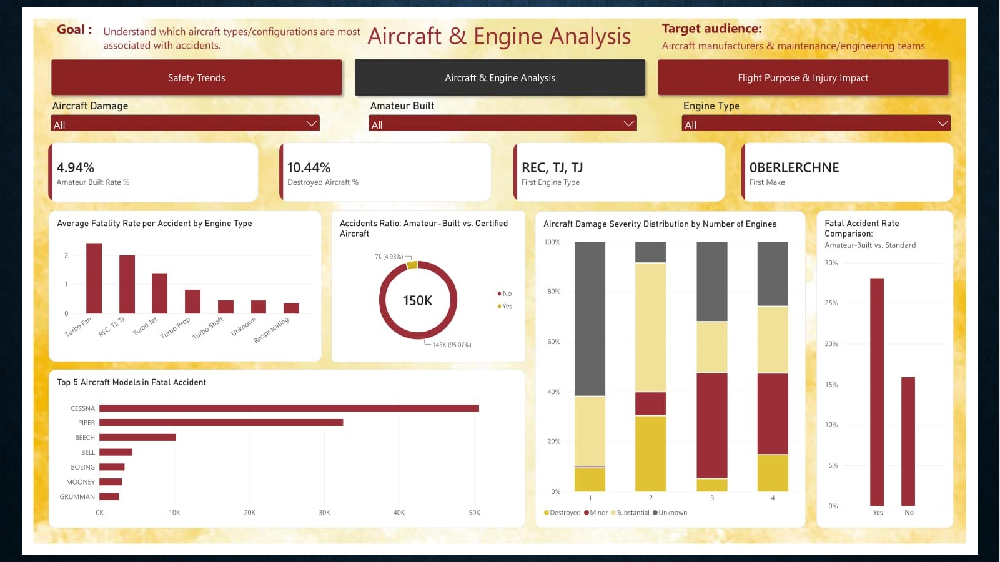 Goal :
Understand which aircraft types/configurations are most
associated with accidents.
Aircraft & Engine Analysis
Target audience:
Aircraft manufacturers & maintenance/engineering teams
Safety Trends
Aircraft & Engine Analysis
Flight Purpose & Injury Impact
Aircraft Damage
All
Amateur Built
All
Engine Type
All
4.94%
Amateur Built Rate %
10.44%
Destroyed Aircraft %
REC, TJ, TJ
First Engine Type
0BERLERCHNE
First Make
Average Fatality Rate per Accident by Engine Type
2
1
0
Turbo Fan
REC, TJ, TJ
Turbo Jet
Turbo Prop
Turbo Shaft
Unknown
Reciprocating
Accidents Ratio: Amateur-Built vs. Certified
Aircraft
7K (4.93%)
150K
143K (95.07%)
No
Yes
Aircraft Damage Severity Distribution by Number of Engines
100%
80%
60%
40%
20%
0%
1
2
3
4
Destroyed Minor Substantial Unknown
Fatal Accident Rate
Comparison:
Amateur-Built vs. Standard
30%
25%
20%
15%
10%
5%
0%
Yes
No
Top 5 Aircraft Models in Fatal Accident
CESSNA
PIPER
BEECH
BELL
BOEING
MOONEY
GRUMMAN
0K
10K
20K
30K
40K
50K